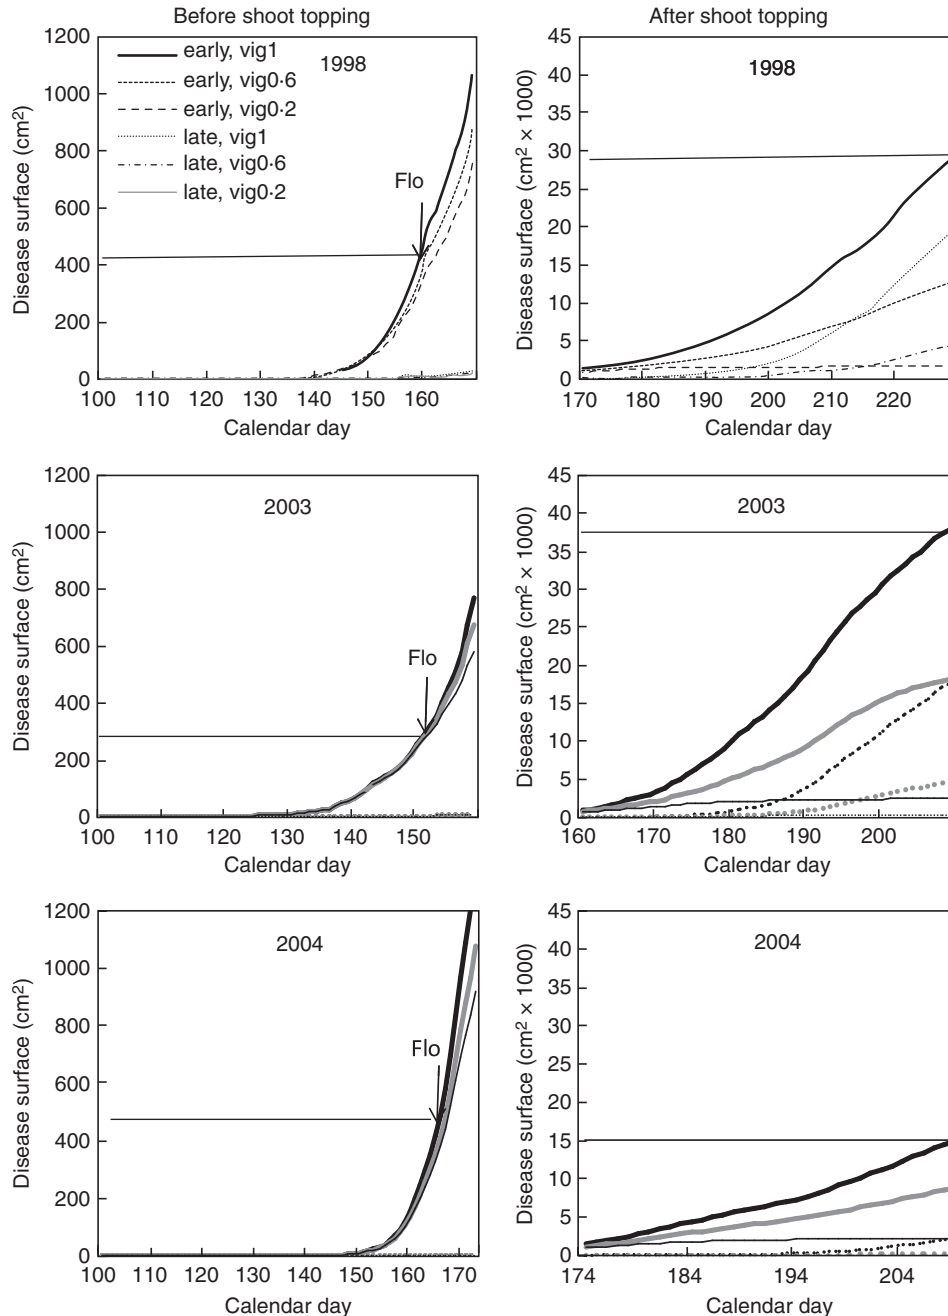 Before shoot topping
After shoot topping
1200
1000
800
600
400
200
0
Disease surface (cm²)
early, vig1
early, vig0·6
early, vig0·2
late, vig1
late, vig0·6
late, vig0·2
1998
Flo
100 110 120 130 140 150 160
Calendar day
45
40
35
30
25
20
15
10
5
0
Disease surface (cm² × 1000)
1998
170 180 190 200 210 220
Calendar day
1200
1000
800
600
400
200
0
Disease surface (cm²)
2003
Flo
100 110 120 130 140 150
Calendar day
45
40
35
30
25
20
15
10
5
0
Disease surface (cm² × 1000)
2003
160 170 180 190 200
Calendar day
1200
1000
800
600
400
200
0
Disease surface (cm²)
2004
Flo
100 110 120 130 140 150 160 170
Calendar day
45
40
35
30
25
20
15
10
5
0
Disease surface (cm² × 1000)
2004
174 184 194 204
Calendar day